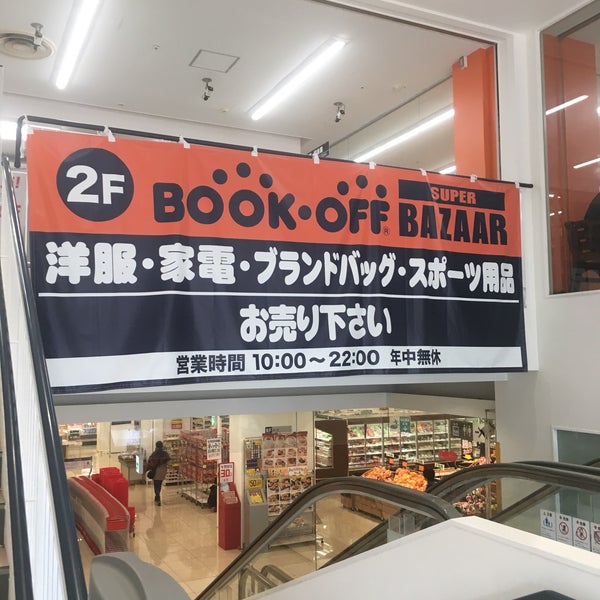 2F
BOOK・OFF® SUPER BAZAAR
洋服・家電・ブランドバッグ・スポーツ用品
お売り下さい
営業時間 10:00〜22:00 年中無休